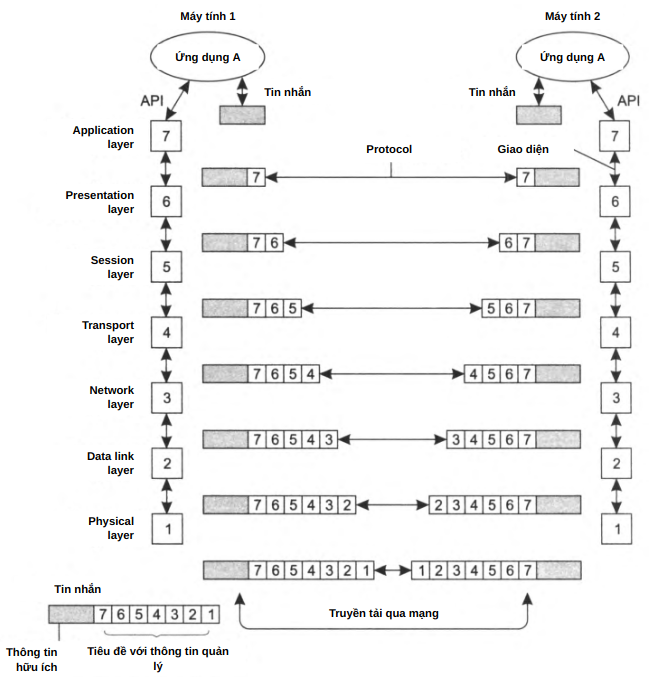 Máy tính 1
Máy tính 2
Ứng dụng A
Ứng dụng A
Tin nhắn
Tin nhắn
API
API
Application
layer
7
7
Protocol
Giao diện
7
7
Presentation
layer
6
6
7 6
6 7
Session
layer
5
5
7 6 5
5 6 7
Transport
layer
4
4
7 6 5 4
4 5 6 7
Network
layer
3
3
7 6 5 4 3
3 4 5 6 7
Data link
layer
2
2
7 6 5 4 3 2
2 3 4 5 6 7
Physical
layer
1
1
7 6 5 4 3 2 1
1 2 3 4 5 6 7
Tin nhắn
7 6 5 4 3 2 1
Truyền tải qua mạng
Thông tin
hữu ích
Tiêu đề với thông tin quản
lý